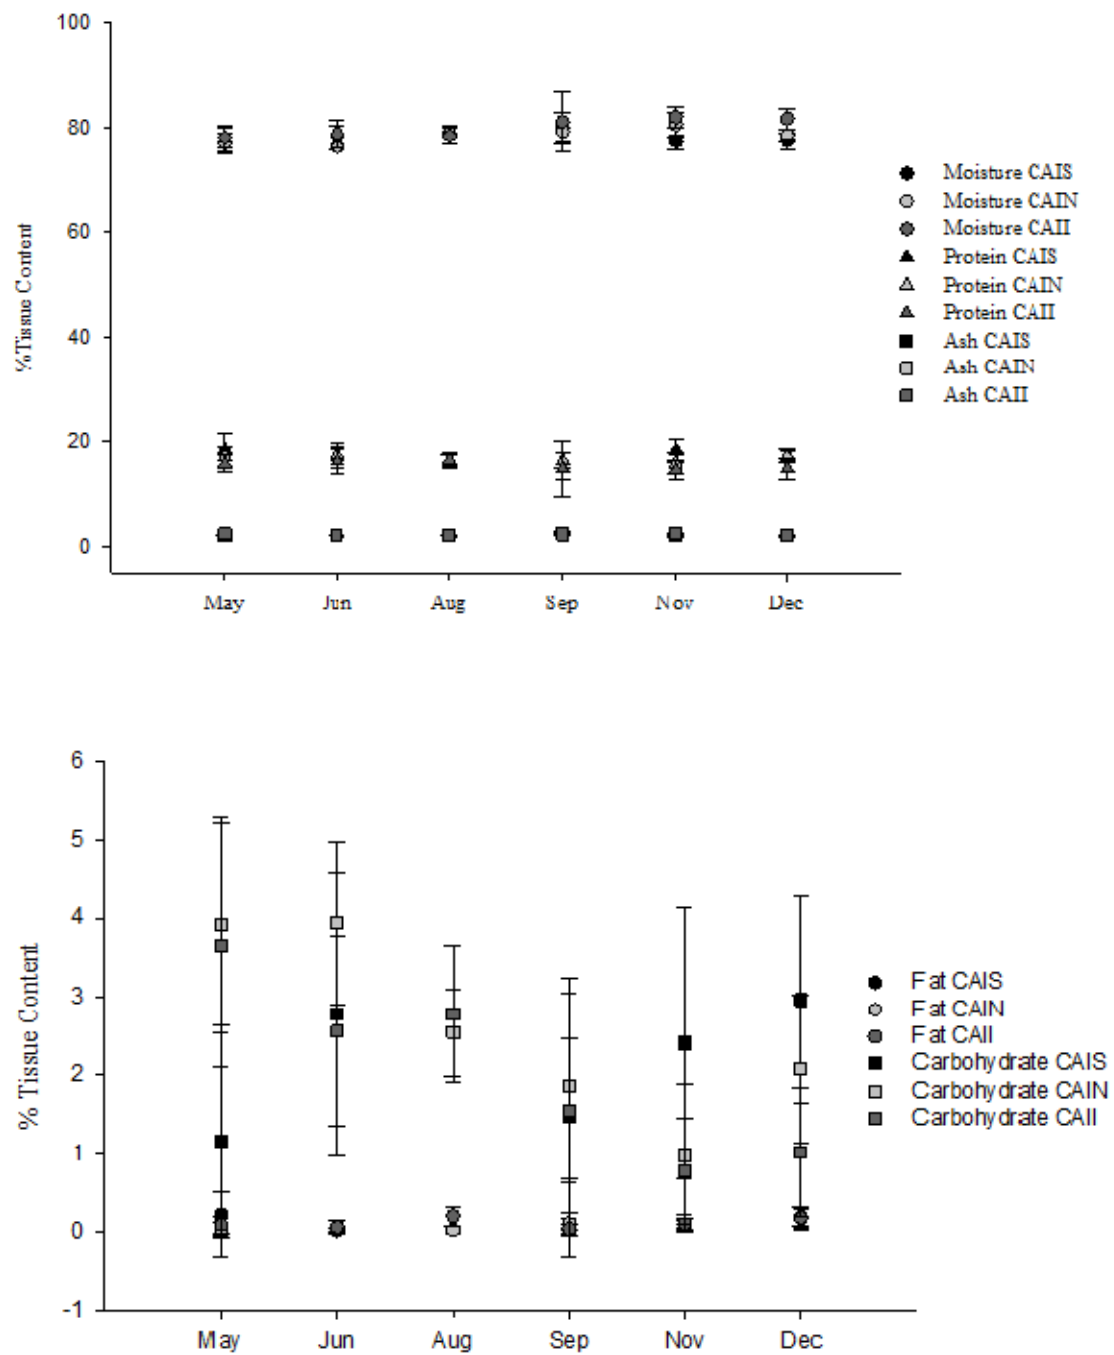 100
80
60
40
20
0
%Tissue Content
May Jun Aug Sep Nov Dec
Moisture CAIS
Moisture CAIN
Moisture CAII
Protein CAIS
Protein CAIN
Protein CAII
Ash CAIS
Ash CAIN
Ash CAII
6
5
4
3
2
1
0
-1
% Tissue Content
May Jun Aug Sep Nov Dec
Fat CAIS
Fat CAIN
Fat CAII
Carbohydrate CAIS
Carbohydrate CAIN
Carbohydrate CAII